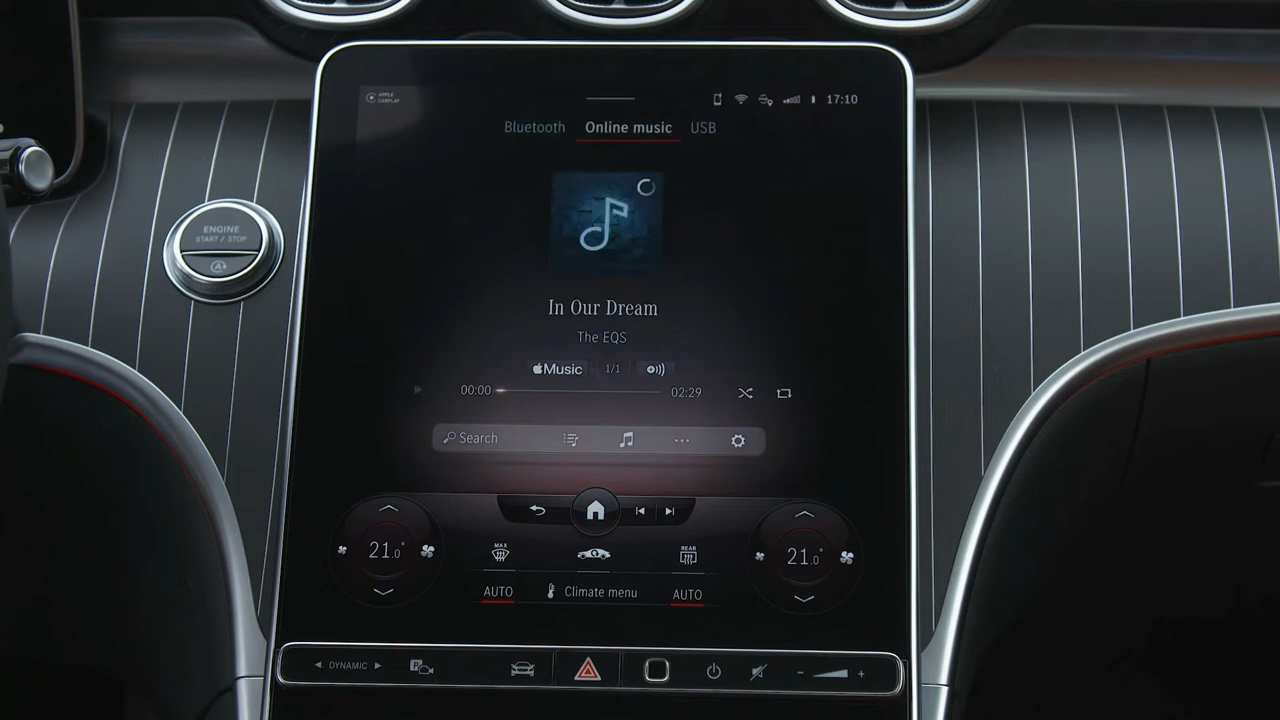 APPLE
CARPLAY
17:10
Bluetooth Online music USB
ENGINE
START / STOP
A
In Our Dream
The EQS
Music 1/1
00:00 02:29
Search
MAX REAR
21.0° 21.0°
AUTO Climate menu AUTO
DYNAMIC P